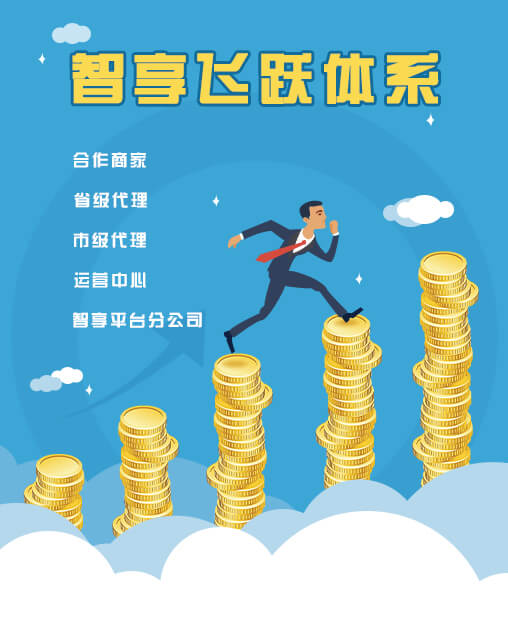 智享飞跃体系
合作商家
省级代理
市级代理
运营中心
智享平台分公司